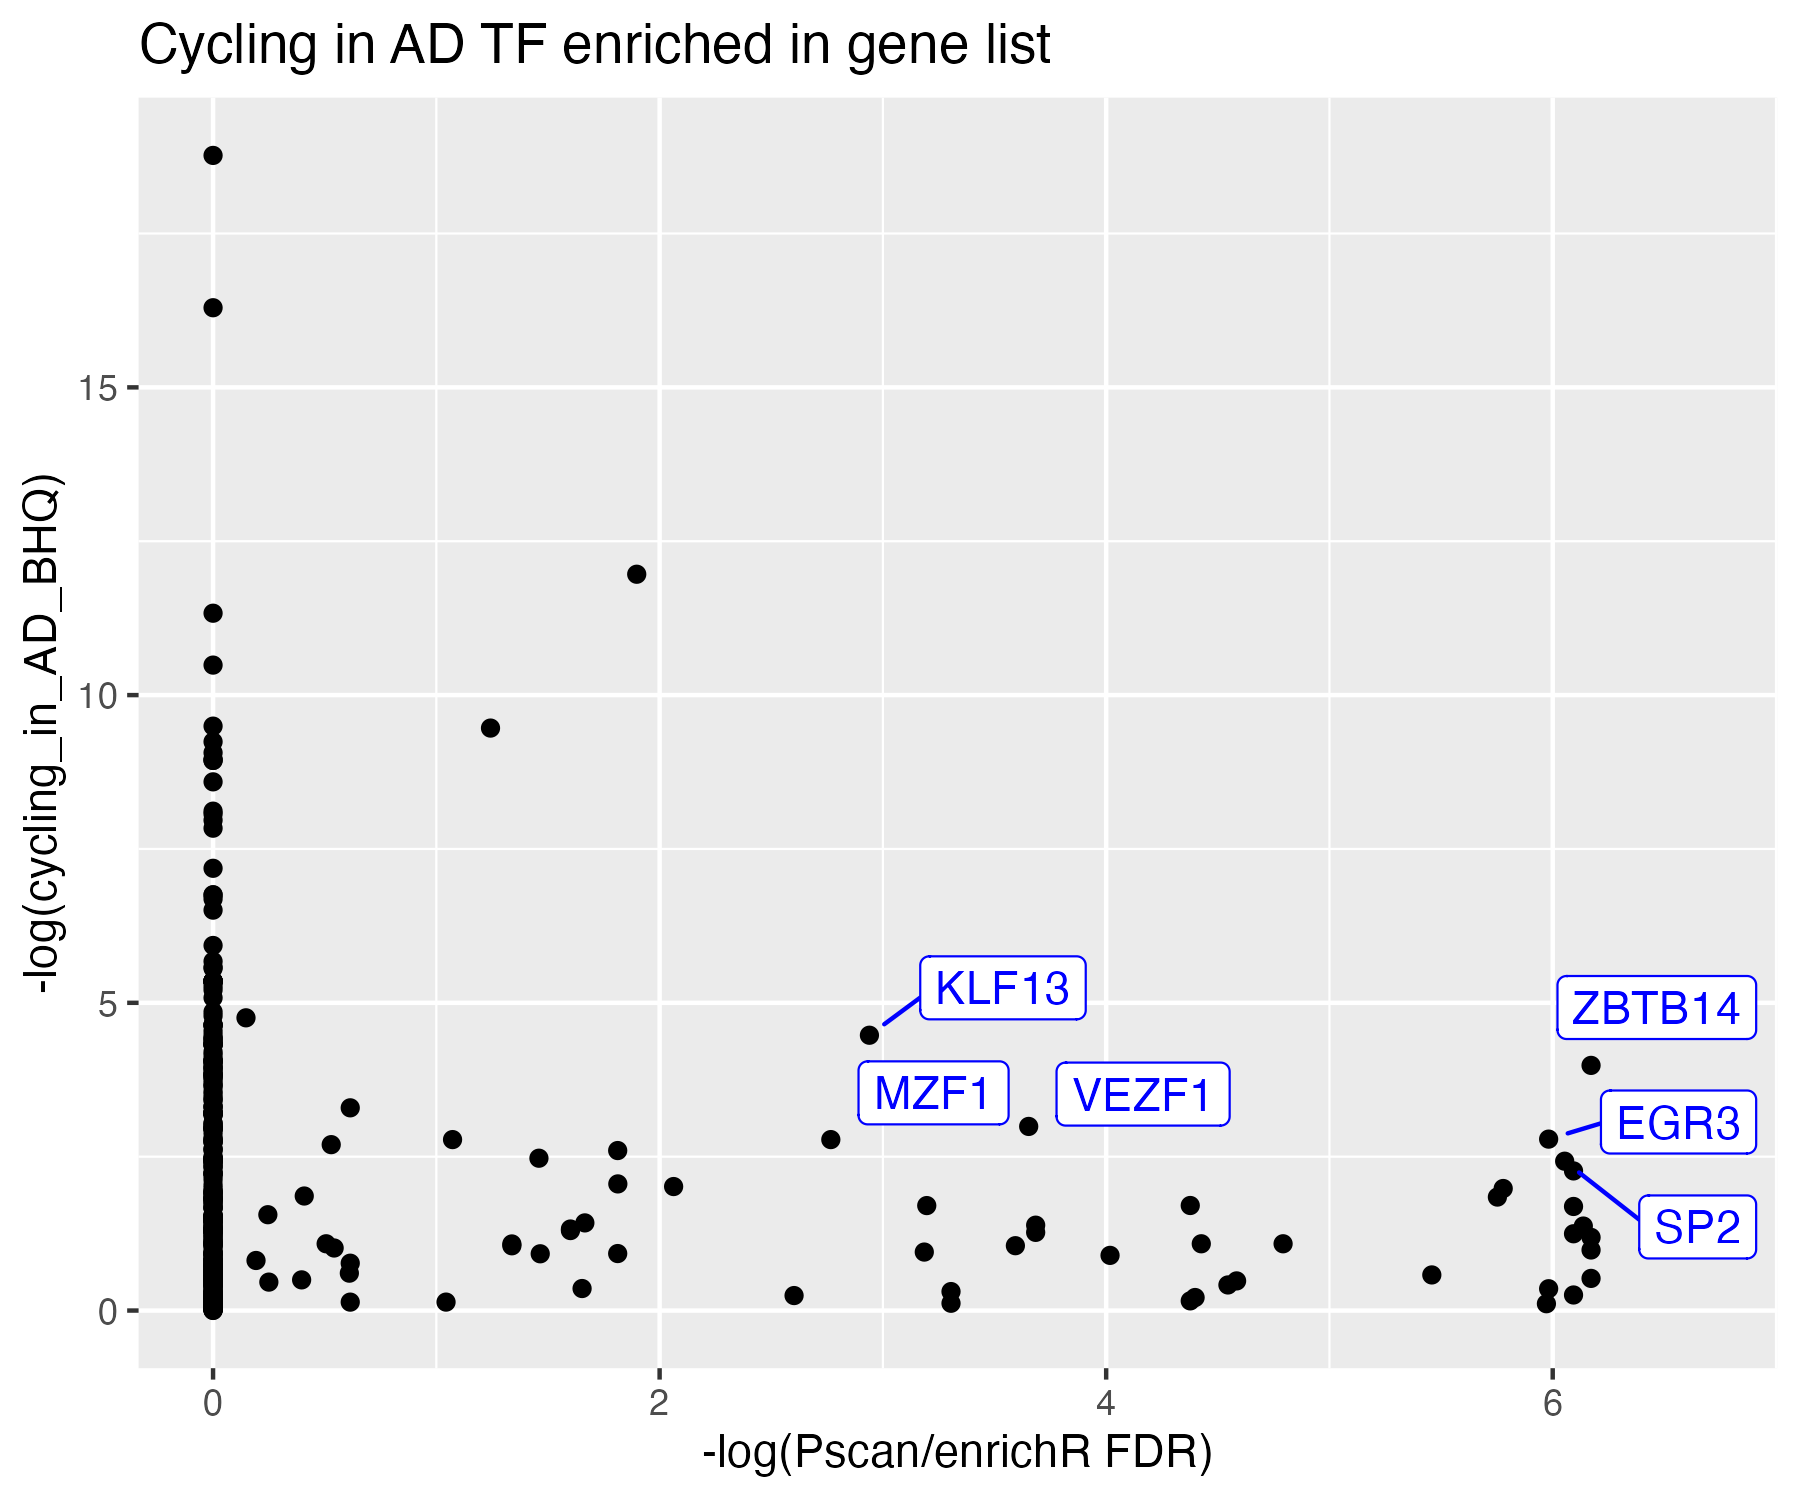 Cycling in AD TF enriched in gene list
-log(cycling_in_AD_BHQ)
15
10
5
0
KLF13
ZBTB14
MZF1
VEZF1
EGR3
SP2
0 2 4 6
-log(Pscan/enrichR FDR)